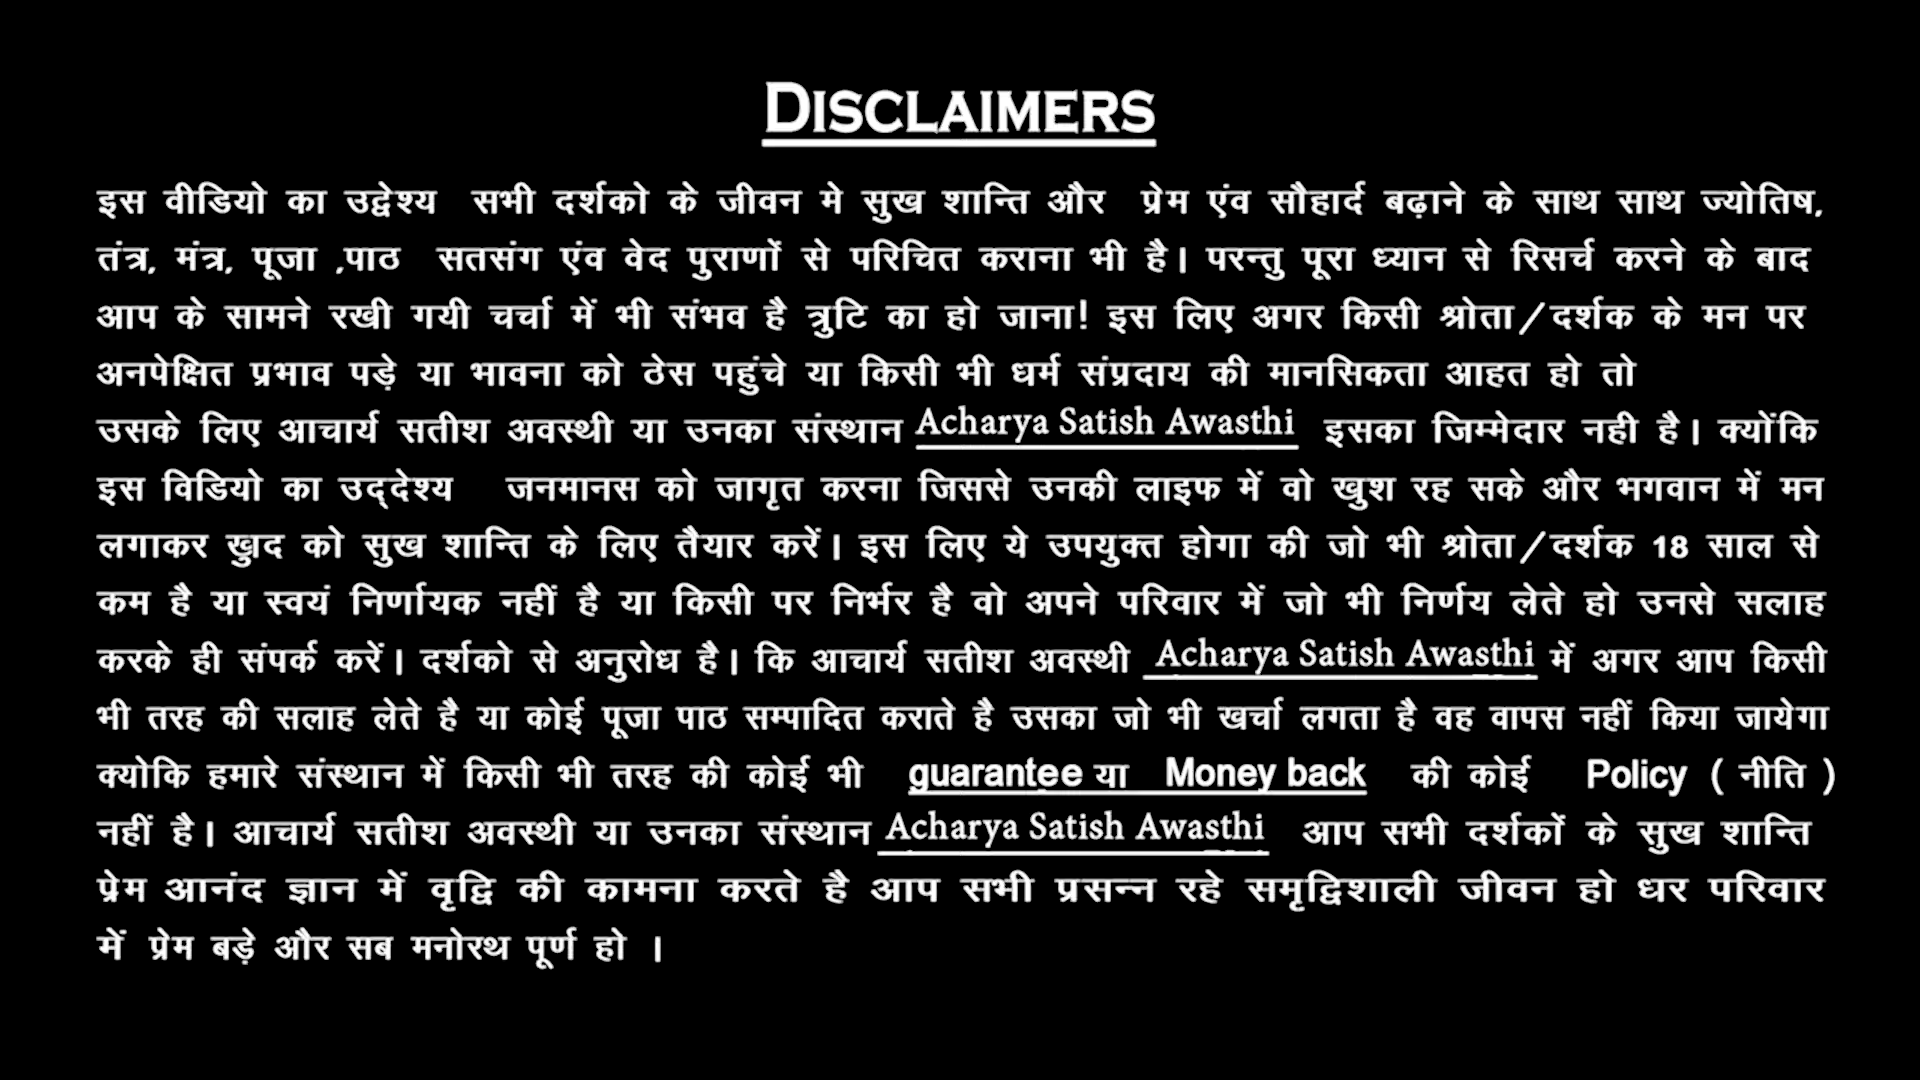 DISCLAIMERS
इस वीडियो का उद्वेश्य सभी दर्शको के जीवन मे सुख शान्ति और प्रेम एंव सौहार्द बढ़ाने के साथ साथ ज्योतिष,
तंत्र, मंत्र, पूजा ,पाठ सतसंग एंव वेद पुराणों से परिचित कराना भी है। परन्तु पूरा ध्यान से रिसर्च करने के बाद
आप के सामने रखी गयी चर्चा में भी संभव है त्रुटि का हो जाना! इस लिए अगर किसी श्रोता/दर्शक के मन पर
अनपेक्षित प्रभाव पड़े या भावना को ठेस पहुंचे या किसी भी धर्म संप्रदाय की मानसिकता आहत हो तो
उसके लिए आचार्य सतीश अवस्थी या उनका संस्थान Acharya Satish Awasthi इसका जिम्मेदार नही है। क्योंकि
इस विडियो का उद्‌देश्य जनमानस को जागृत करना जिससे उनकी लाइफ में वो खुश रह सके और भगवान में मन
लगाकर खुद को सुख शान्ति के लिए तैयार करें। इस लिए ये उपयुक्त होगा की जो भी श्रोता/दर्शक 18 साल से
कम है या स्वयं निर्णायक नहीं है या किसी पर निर्भर है वो अपने परिवार में जो भी निर्णय लेते हो उनसे सलाह
करके ही संपर्क करें। दर्शको से अनुरोध है। कि आचार्य सतीश अवस्थी Acharya Satish Awasthi में अगर आप किसी
भी तरह की सलाह लेते है या कोई पूजा पाठ सम्पादित कराते है उसका जो भी खर्चा लगता है वह वापस नहीं किया जायेगा
क्योकि हमारे संस्थान में किसी भी तरह की कोई भी guarantee या Money back की कोई Policy ( नीति )
नहीं है। आचार्य सतीश अवस्थी या उनका संस्थान Acharya Satish Awasthi आप सभी दर्शकों के सुख शान्ति
प्रेम आनंद ज्ञान में वृद्वि की कामना करते है आप सभी प्रसन्न रहे समृद्विशाली जीवन हो धर परिवार
में प्रेम बड़े और सब मनोरथ पूर्ण हो ।